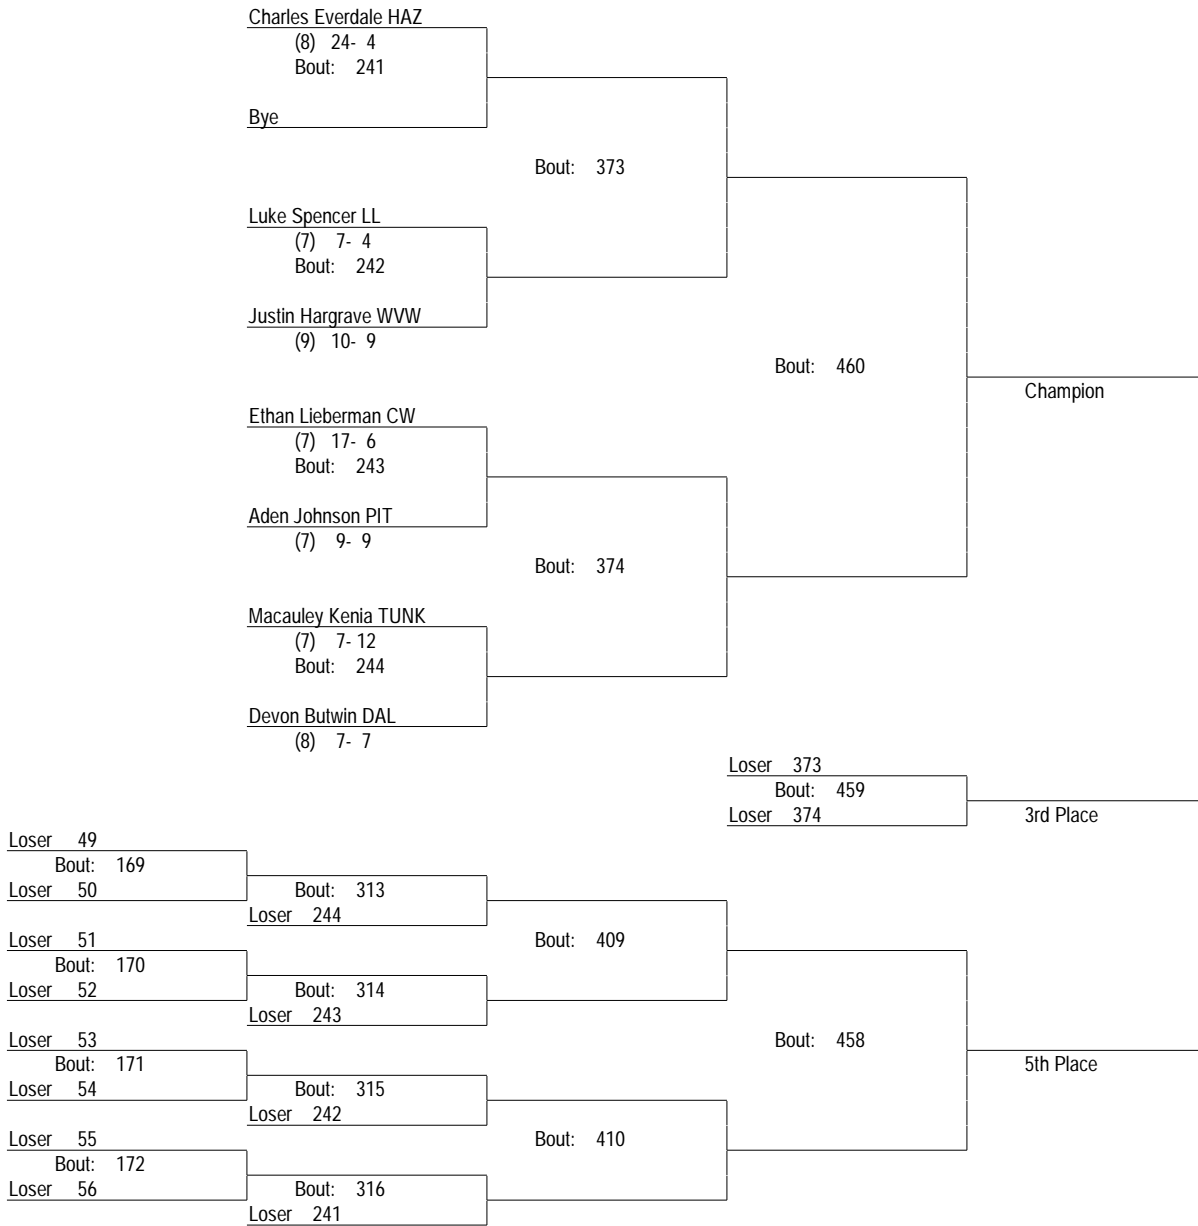 Charles Everdale HAZ
(8) 24- 4
Bout: 241
Bye
Bout: 373
Luke Spencer LL
(7) 7- 4
Bout: 242
Justin Hargrave WVW
(9) 10- 9
Bout: 460
Champion
Ethan Lieberman CW
(7) 17- 6
Bout: 243
Aden Johnson PIT
(7) 9- 9
Bout: 374
Macauley Kenia TUNK
(7) 7- 12
Bout: 244
Devon Butwin DAL
(8) 7- 7
Loser 373
Bout: 459
Loser 374
3rd Place
Loser 49
Bout: 169
Loser 50
Bout: 313
Loser 244
Loser 51
Bout: 409
Bout: 170
Loser 52
Bout: 314
Loser 243
Loser 53
Bout: 458
Bout: 171
5th Place
Loser 54
Bout: 315
Loser 242
Loser 55
Bout: 410
Bout: 172
Loser 56
Bout: 316
Loser 241